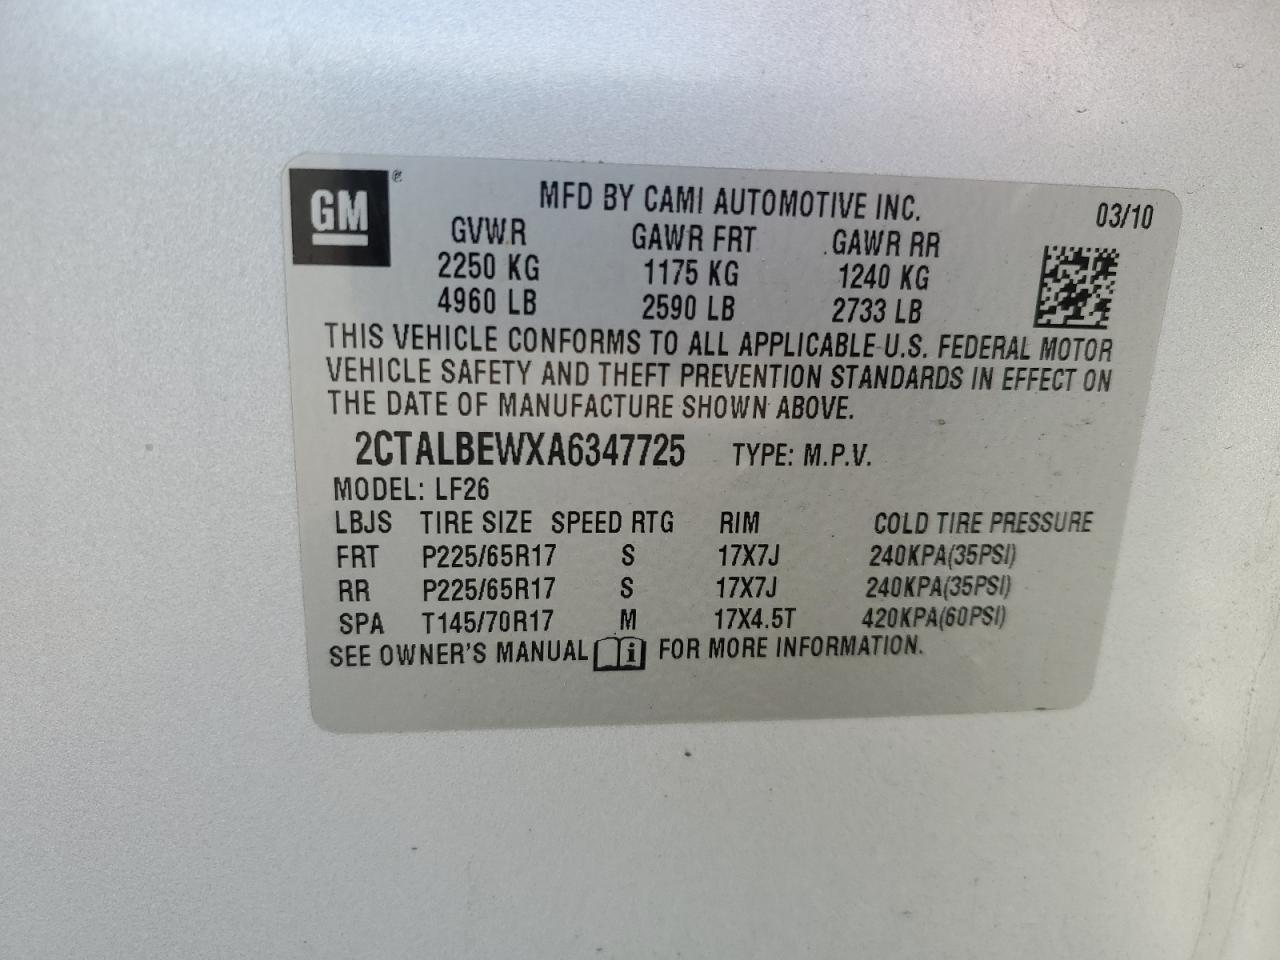 GM ®
MFD BY CAMI AUTOMOTIVE INC. 03/10
GVWR GAWR FRT GAWR RR
2250 KG 1175 KG 1240 KG
4960 LB 2590 LB 2733 LB
THIS VEHICLE CONFORMS TO ALL APPLICABLE U.S. FEDERAL MOTOR
VEHICLE SAFETY AND THEFT PREVENTION STANDARDS IN EFFECT ON
THE DATE OF MANUFACTURE SHOWN ABOVE.
2CTALBEWXA6347725 TYPE: M.P.V.
MODEL: LF26
LBJS TIRE SIZE SPEED RTG RIM COLD TIRE PRESSURE
FRT P225/65R17 S 17X7J 240KPA(35PSI)
RR P225/65R17 S 17X7J 240KPA(35PSI)
SPA T145/70R17 M 17X4.5T 420KPA(60PSI)
SEE OWNER'S MANUAL i FOR MORE INFORMATION.